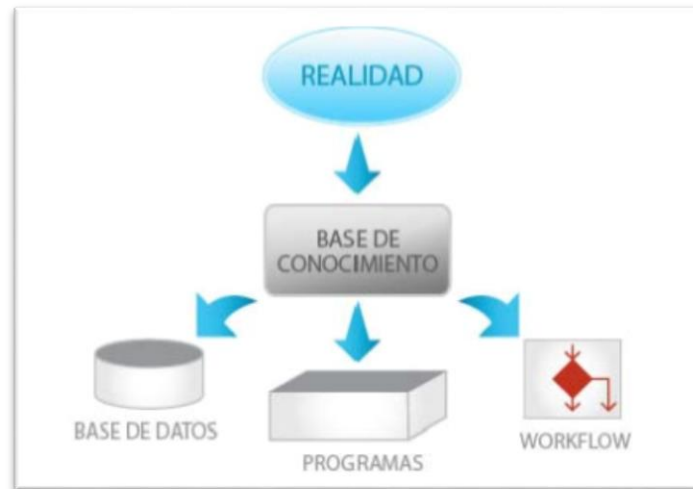 REALIDAD
BASE DE
CONOCIMIENTO
BASE DE DATOS
PROGRAMAS
WORKFLOW